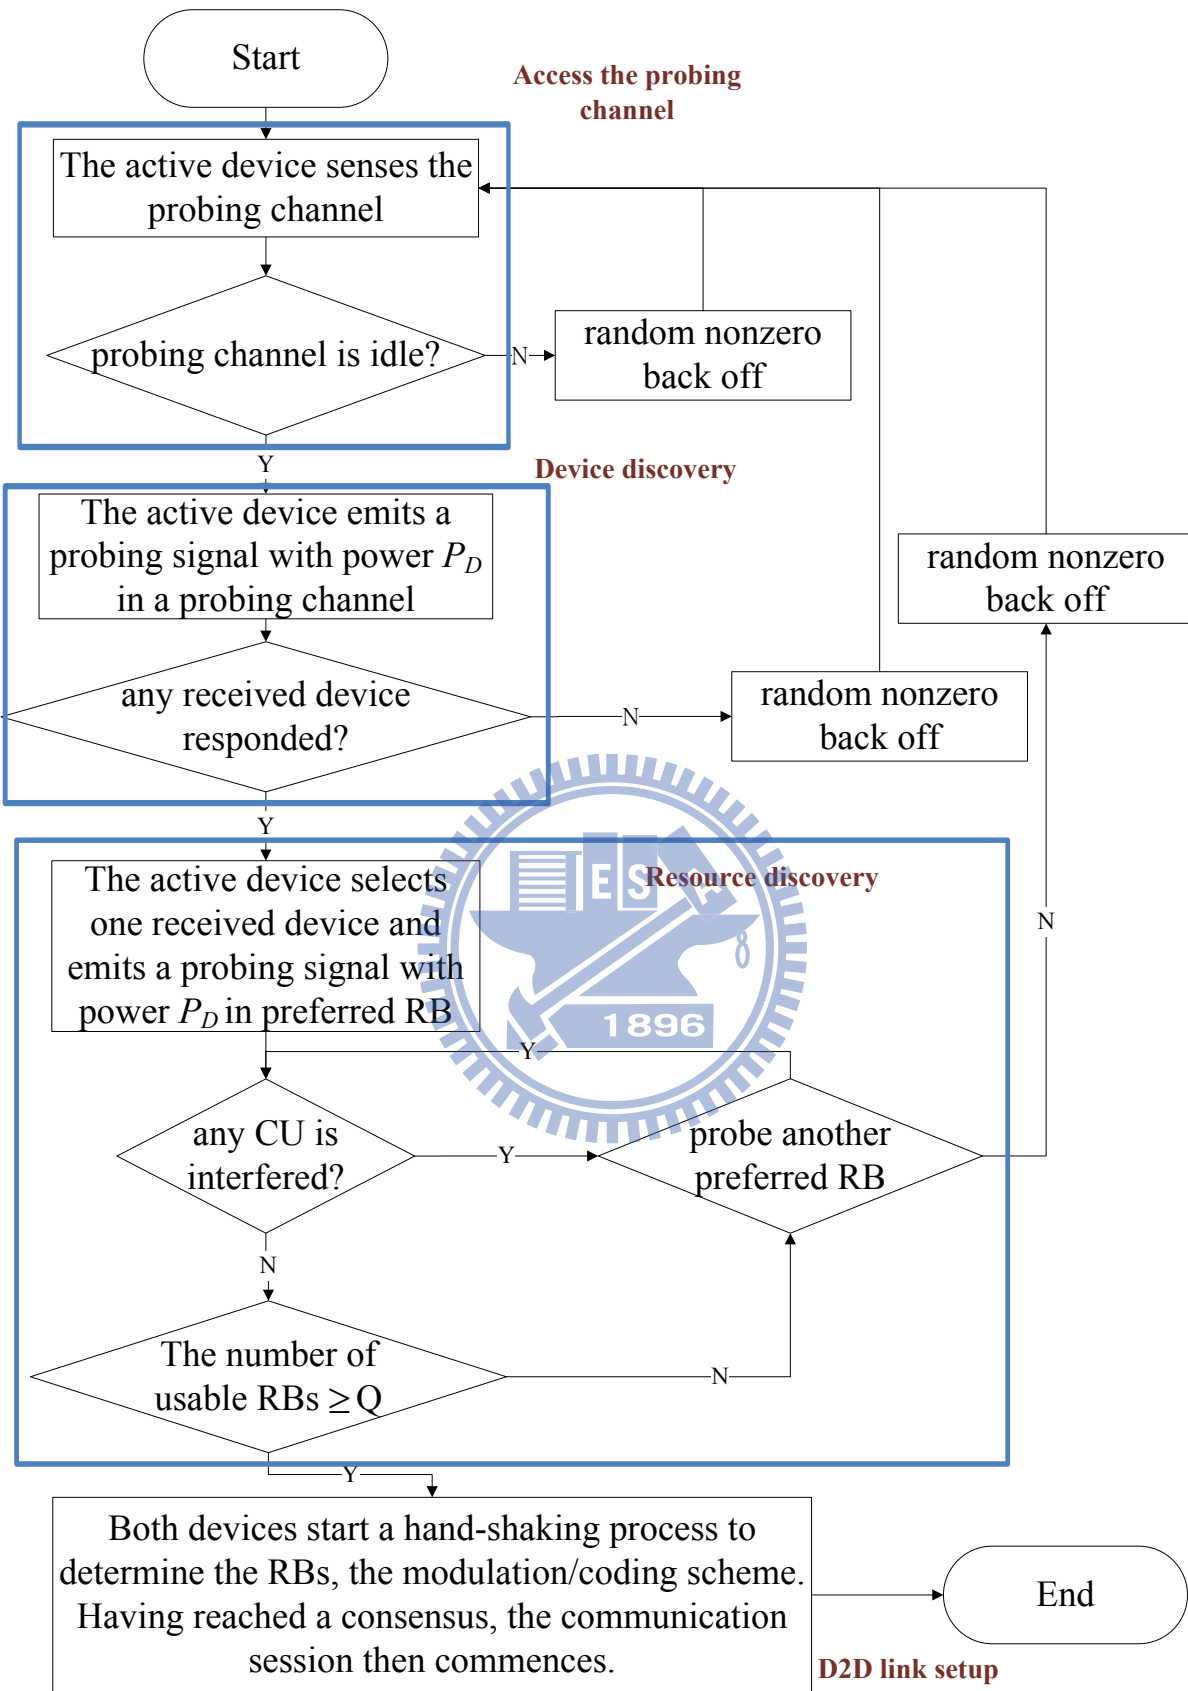 Start
Access the probing
channel
The active device senses the
probing channel
probing channel is idle?
N
random nonzero
back off
Y
Device discovery
The active device emits a
probing signal with power P_D
in a probing channel
random nonzero
back off
any received device
responded?
N
random nonzero
back off
Y
The active device selects
one received device and
emits a probing signal with
power P_D in preferred RB
Resource discovery
ES
1896
N
Y
any CU is
interfered?
Y
probe another
preferred RB
N
The number of
usable RBs ≥ Q
N
Y
Both devices start a hand-shaking process to
determine the RBs, the modulation/coding scheme.
Having reached a consensus, the communication
session then commences.
End
D2D link setup